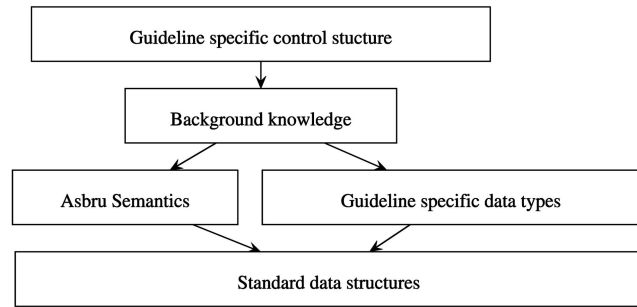 Guideline specific control stucture
Background knowledge
Asbru Semantics
Guideline specific data types
Standard data structures